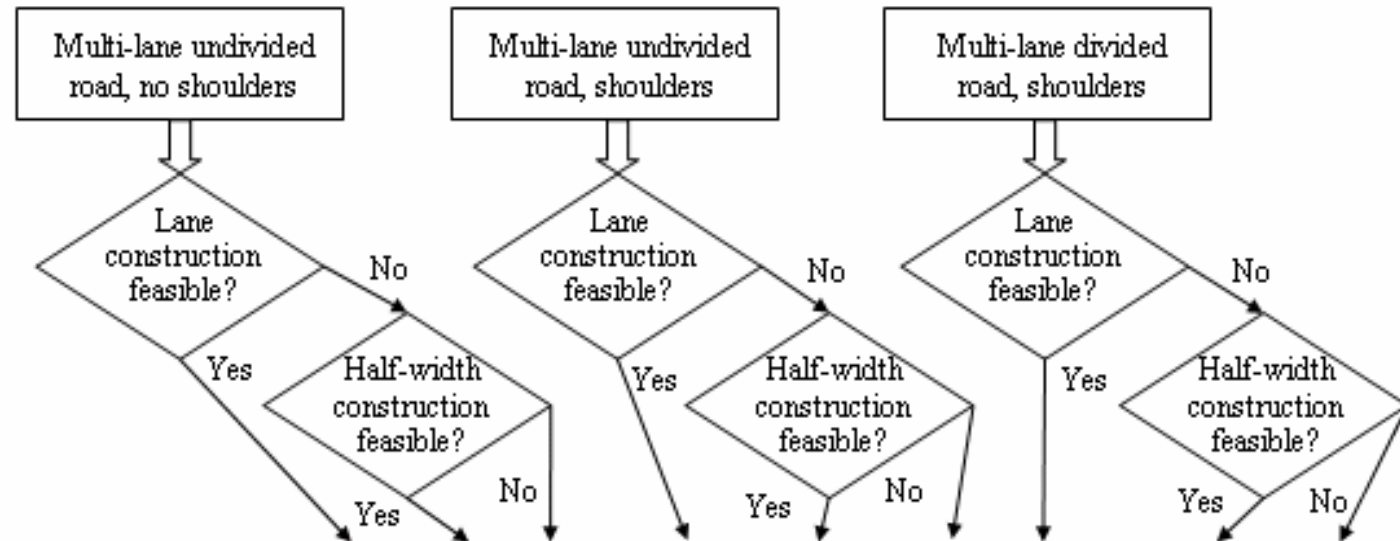 Multi-lane undivided
road, no shoulders
Multi-lane undivided
road, shoulders
Multi-lane divided
road, shoulders
Lane
construction
feasible?
No
Yes
Half-width
construction
feasible?
Yes
No
Lane
construction
feasible?
No
Yes
Half-width
construction
feasible?
Yes
No
Lane
construction
feasible?
No
Yes
Half-width
construction
feasible?
Yes
No